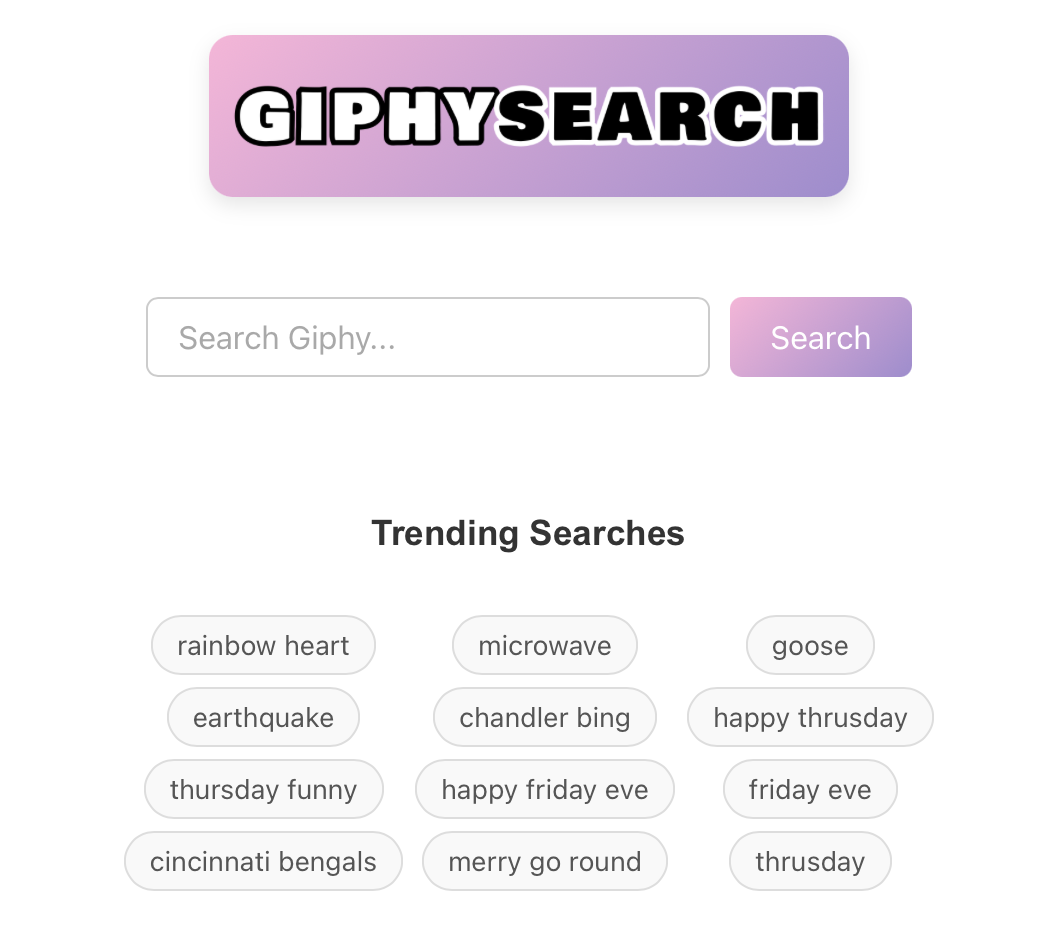 GIPHYSEARCH
Search Giphy...
Search
Trending Searches
rainbow heart
microwave
goose
earthquake
chandler bing
happy thrusday
thursday funny
happy friday eve
friday eve
cincinnati bengals
merry go round
thrusday